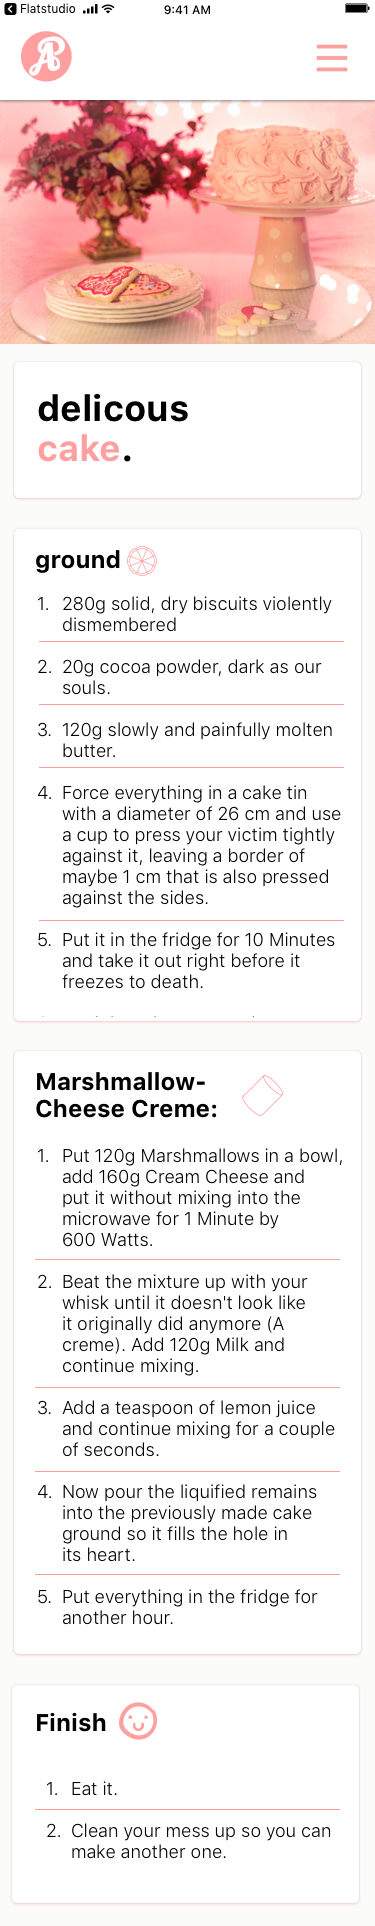 Flatstudio
9:41 AM
AP
delicous
cake.
ground
1. 280g solid, dry biscuits violently
dismembered
2. 20g cocoa powder, dark as our
souls.
3. 120g slowly and painfully molten
butter.
4. Force everything in a cake tin
with a diameter of 26 cm and use
a cup to press your victim tightly
against it, leaving a border of
maybe 1 cm that is also pressed
against the sides.
5. Put it in the fridge for 10 Minutes
and take it out right before it
freezes to death.
Marshmallow-
Cheese Creme:
1. Put 120g Marshmallows in a bowl,
add 160g Cream Cheese and
put it without mixing into the
microwave for 1 Minute by
600 Watts.
2. Beat the mixture up with your
whisk until it doesn't look like
it originally did anymore (A
creme). Add 120g Milk and
continue mixing.
3. Add a teaspoon of lemon juice
and continue mixing for a couple
of seconds.
4. Now pour the liquified remains
into the previously made cake
ground so it fills the hole in
its heart.
5. Put everything in the fridge for
another hour.
Finish
1. Eat it.
2. Clean your mess up so you can
make another one.